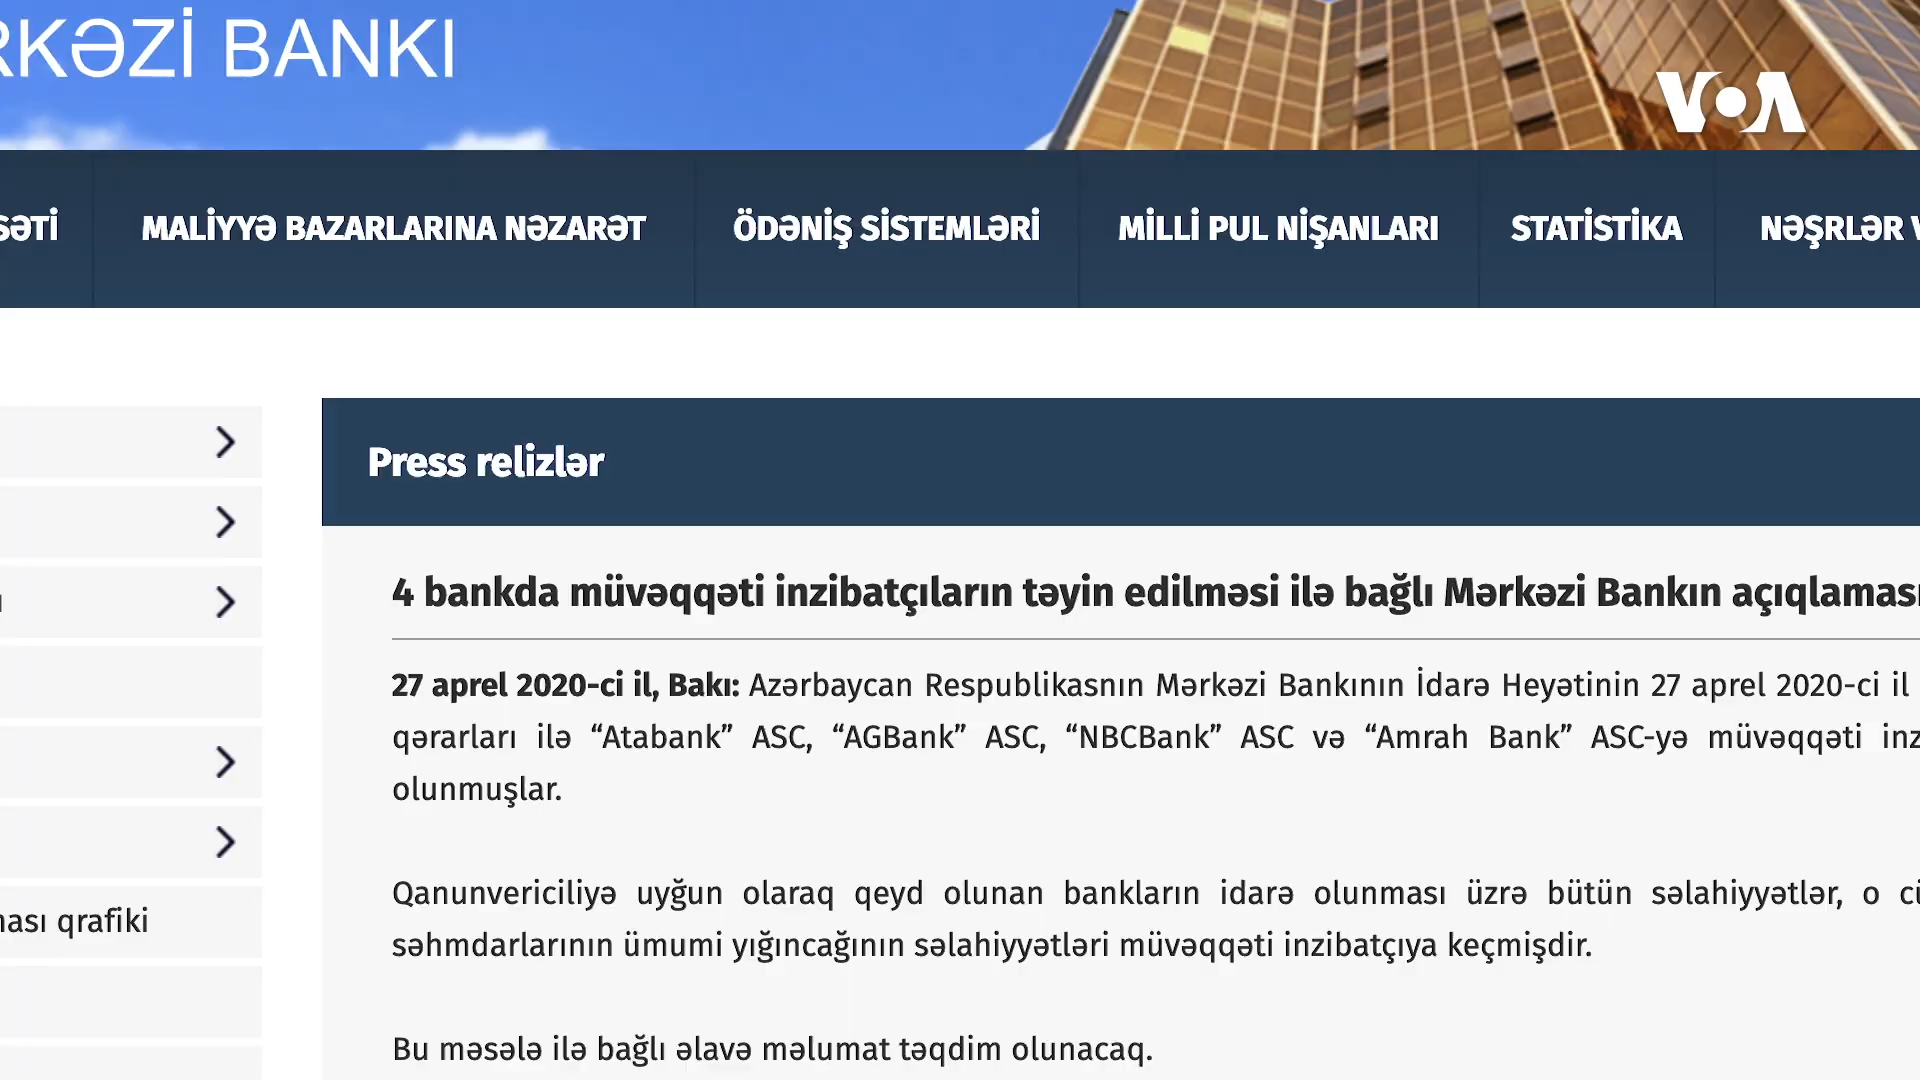 BANKI
VOA
MALİYYƏ BAZARLARINA NƏZARƏT
ÖDƏNİŞ SİSTEMLƏRİ
MİLLİ PUL NİŞANLARI
STATİSTİKA
NƏŞRLƏR
Press relizlər
4 bankda müvəqqəti inzibatçıların təyin edilməsi ilə bağlı Mərkəzi Bankın açıqlaması
27 aprel 2020-ci il, Bakı: Azərbaycan Respublikasnın Mərkəzi Bankının İdarə Heyətinin 27 aprel 2020-ci il
qərarları ilə “Atabank” ASC, “AGBank” ASC, “NBCBank” ASC və “Amrah Bank” ASC-yə müvəqqəti
olunmuşlar.
Qanunvericiliyə uyğun olaraq qeyd olunan bankların idarə olunması üzrə bütün səlahiyyətlər, o
səhmdarlarının ümumi yığıncağının səlahiyyətləri müvəqqəti inzibatçıya keçmişdir.
qrafiki
Bu məsələ ilə bağlı əlavə məlumat təqdim olunacaq.